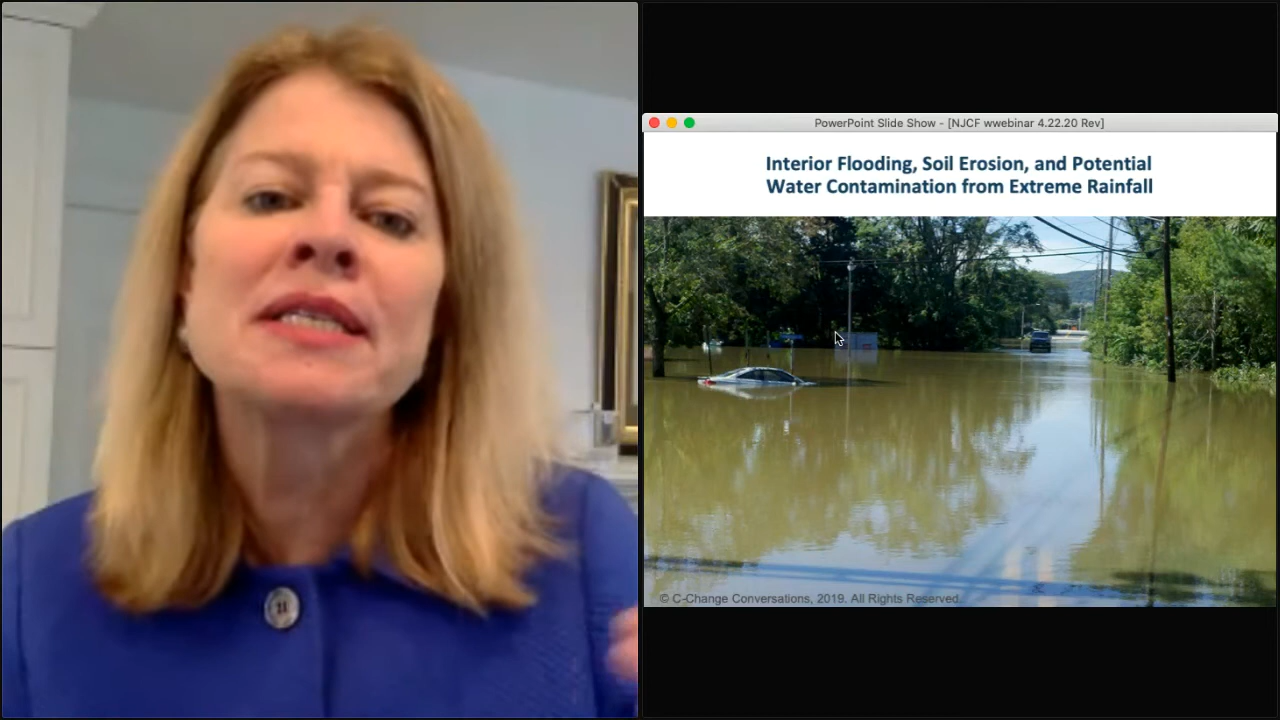 PowerPoint Slide Show - [NJCF wwebinar 4.22.20 Rev]
Interior Flooding, Soil Erosion, and Potential
Water Contamination from Extreme Rainfall
© C-Change Conversations, 2019. All Rights Reserved.